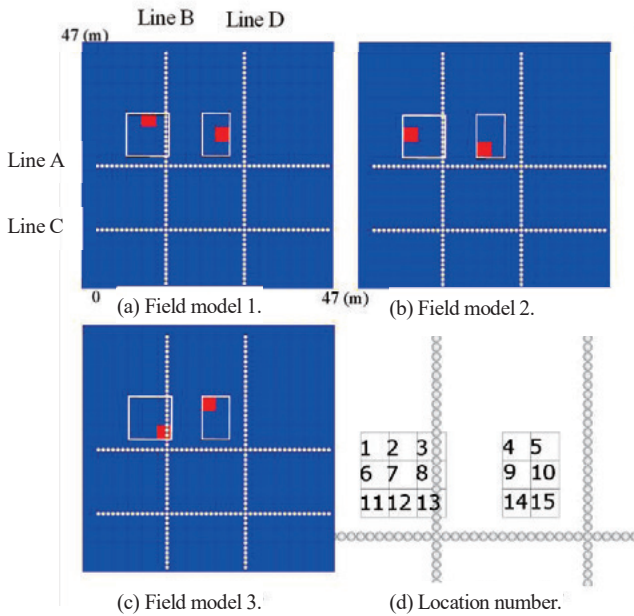 Line B Line D
47 (m)
Line A
Line C
0 47 (m)
(a) Field model 1.
(b) Field model 2.
1 2 3 4 5
6 7 8 9 10
11 12 13 14 15
(c) Field model 3.
(d) Location number.